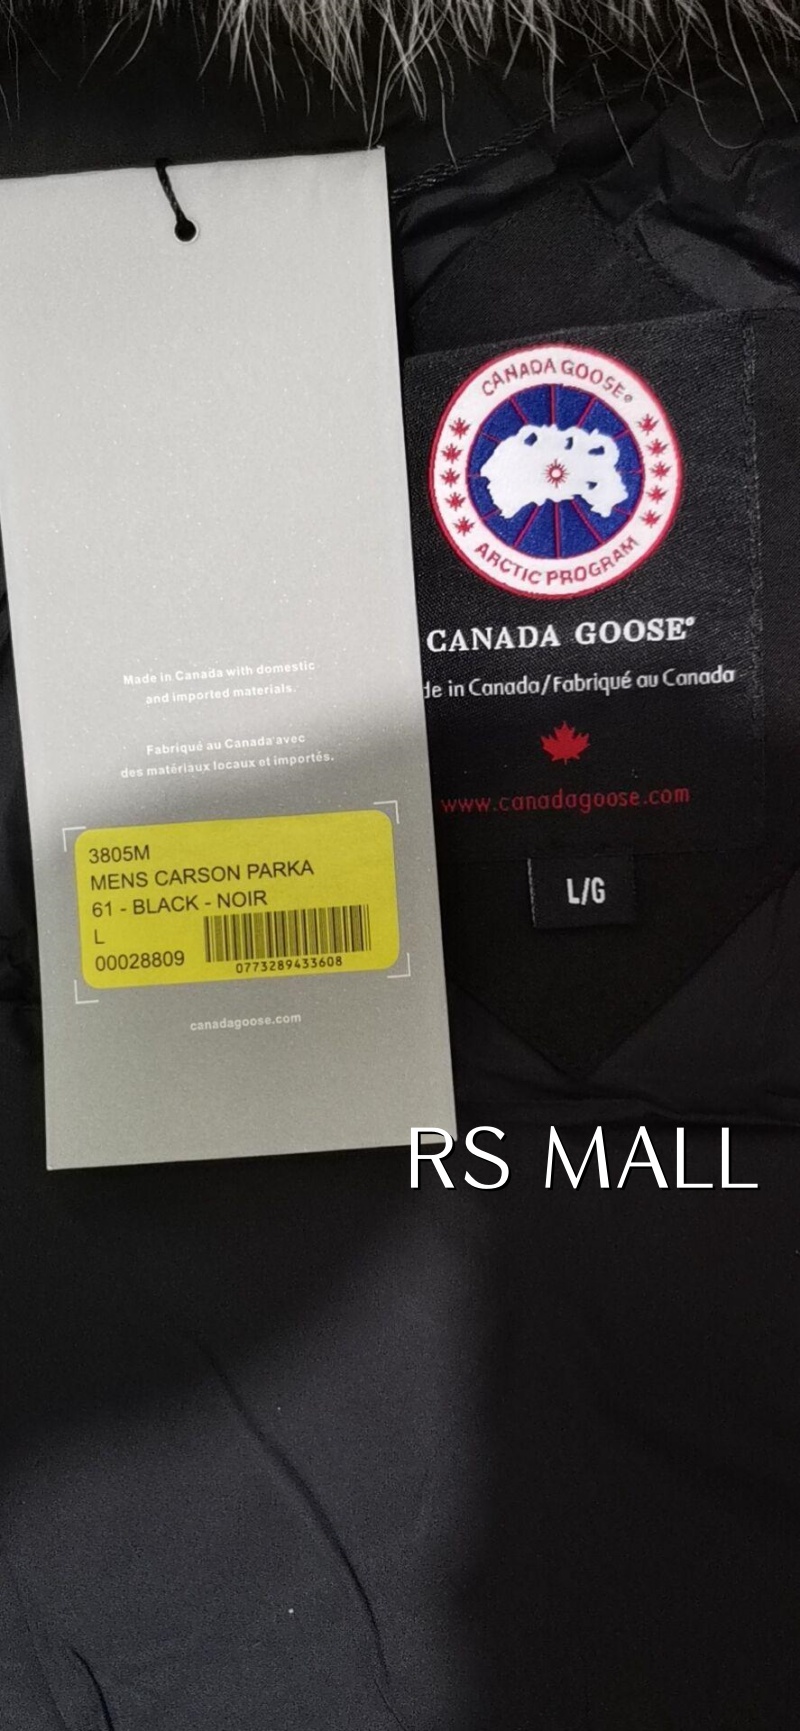 Made in Canada with domestic
and imported materials.
Fabriqué au Canada avec
des matériaux locaux et importés.
3805M
MENS CARSON PARKA
61 - BLACK - NOIR
L
00028809
0773289433608
canadagoose.com
CANADA GOOSE®
ARCTIC PROGRAM
CANADA GOOSE®
de in Canada/Fabriqué au Canada
www.canadagoose.com
L/G
RS MALL